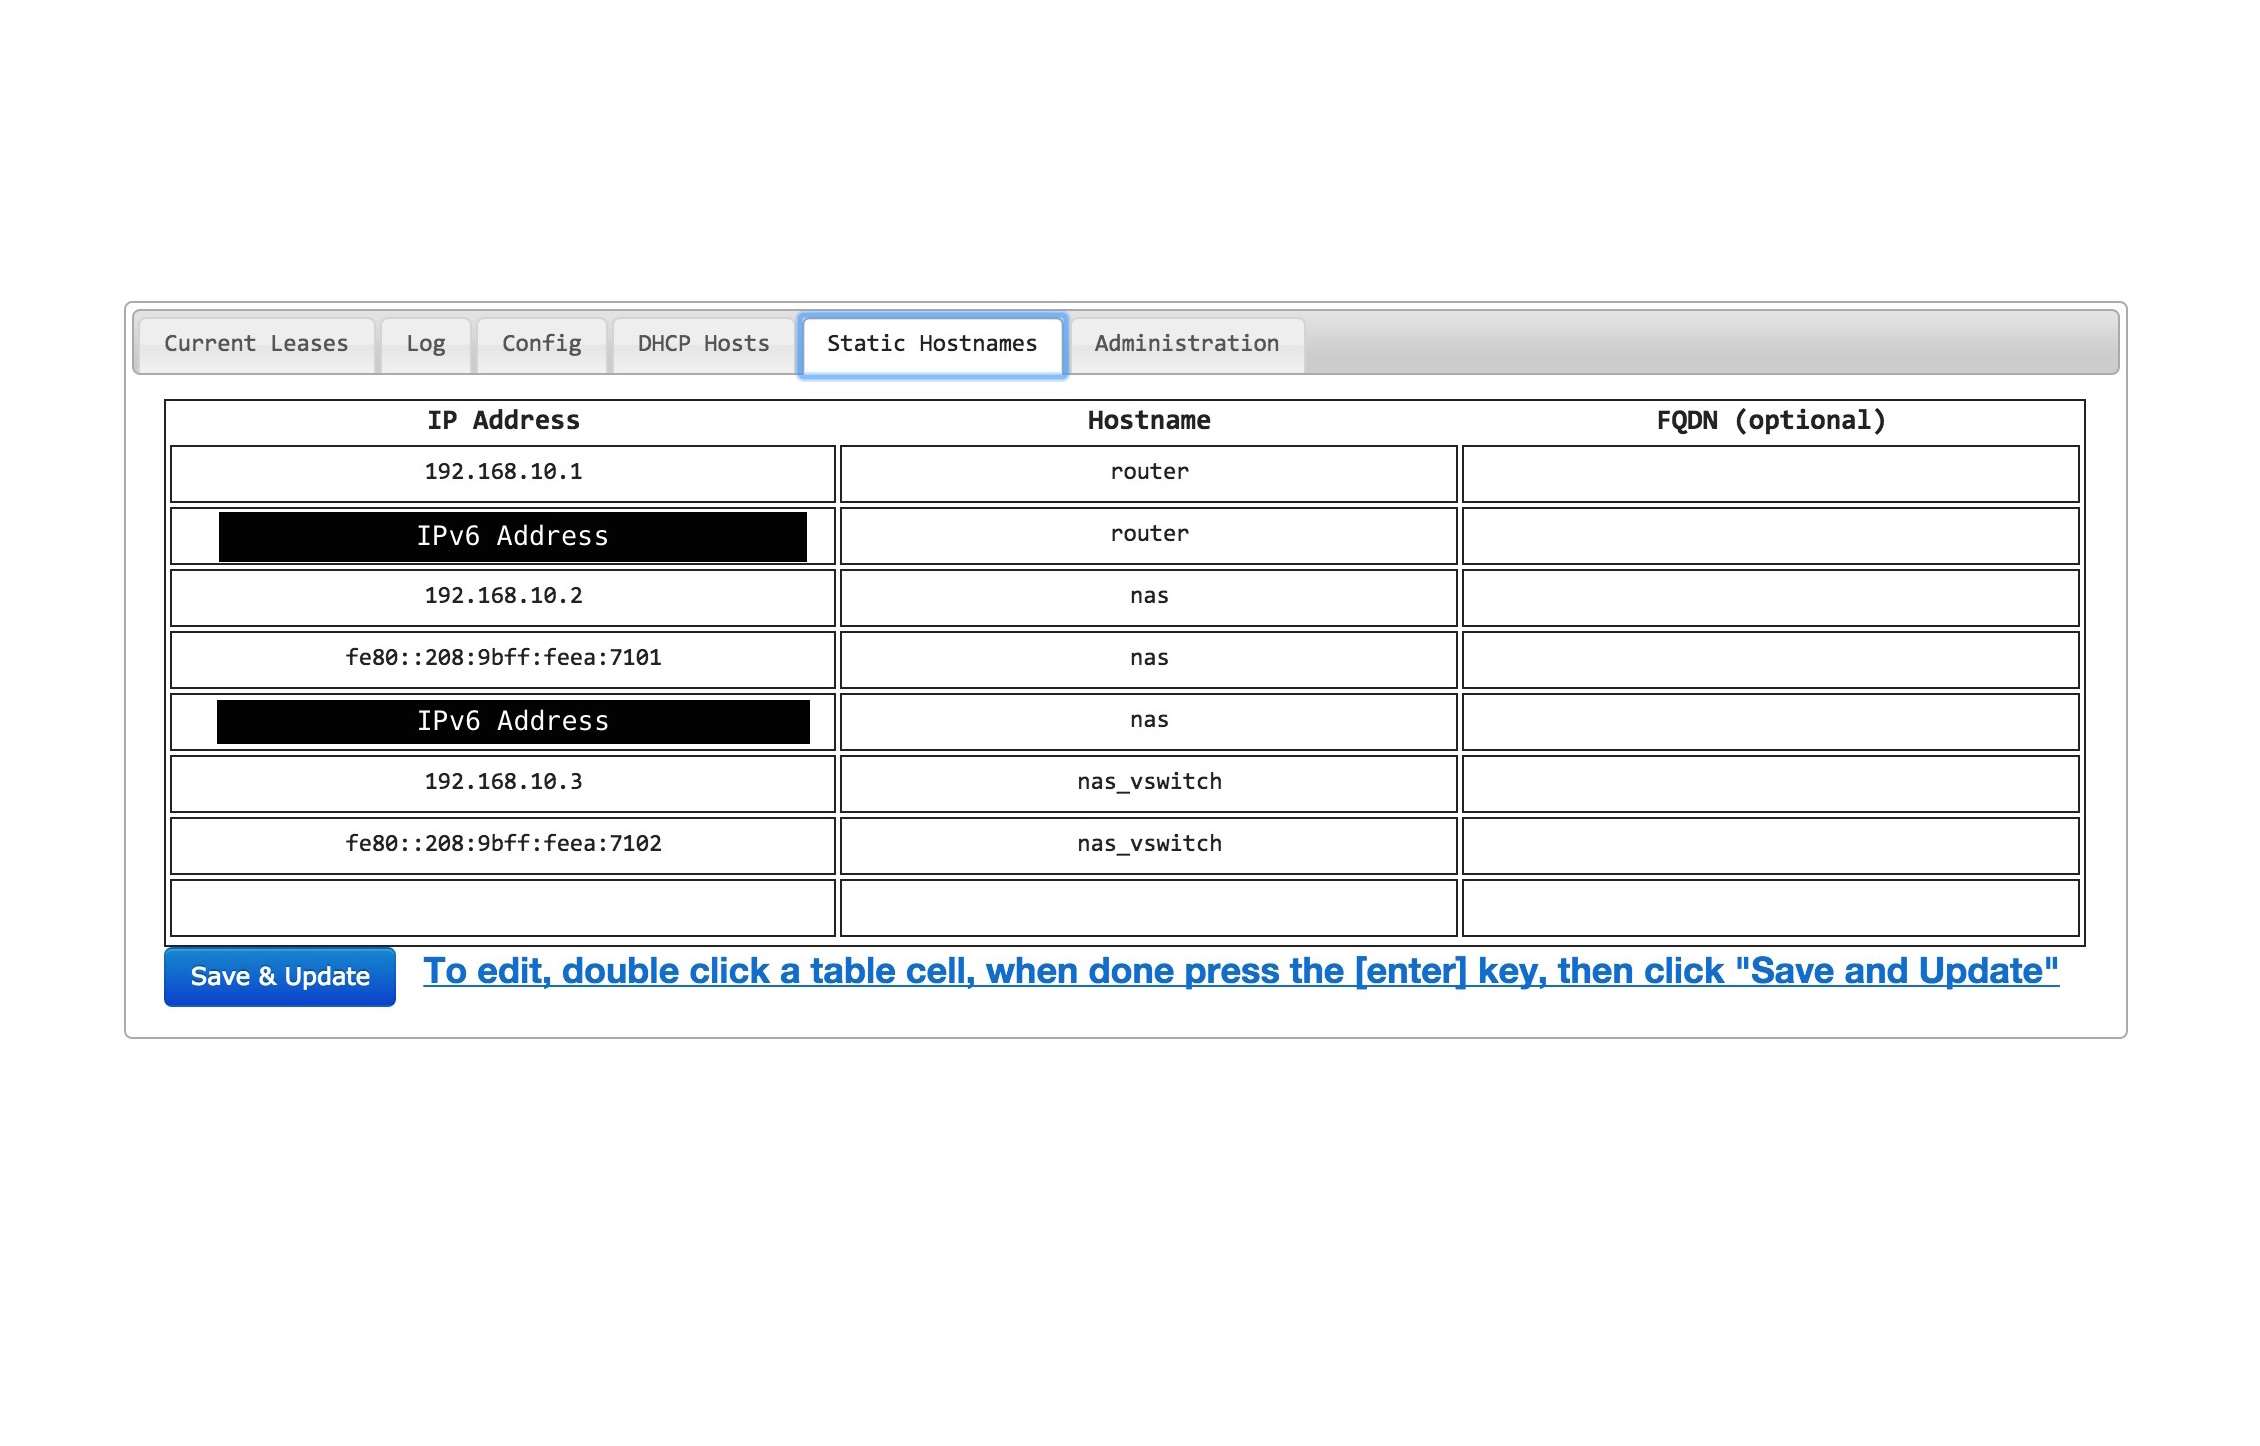 Current Leases Log Config DHCP Hosts Static Hostnames Administration
IP Address Hostname FQDN (optional)
192.168.10.1 router
IPv6 Address router
192.168.10.2 nas
fe80::208:9bff:feea:7101 nas
IPv6 Address nas
192.168.10.3 nas_vswitch
fe80::208:9bff:feea:7102 nas_vswitch
Save & Update To edit, double click a table cell, when done press the [enter] key, then click "Save and Update"